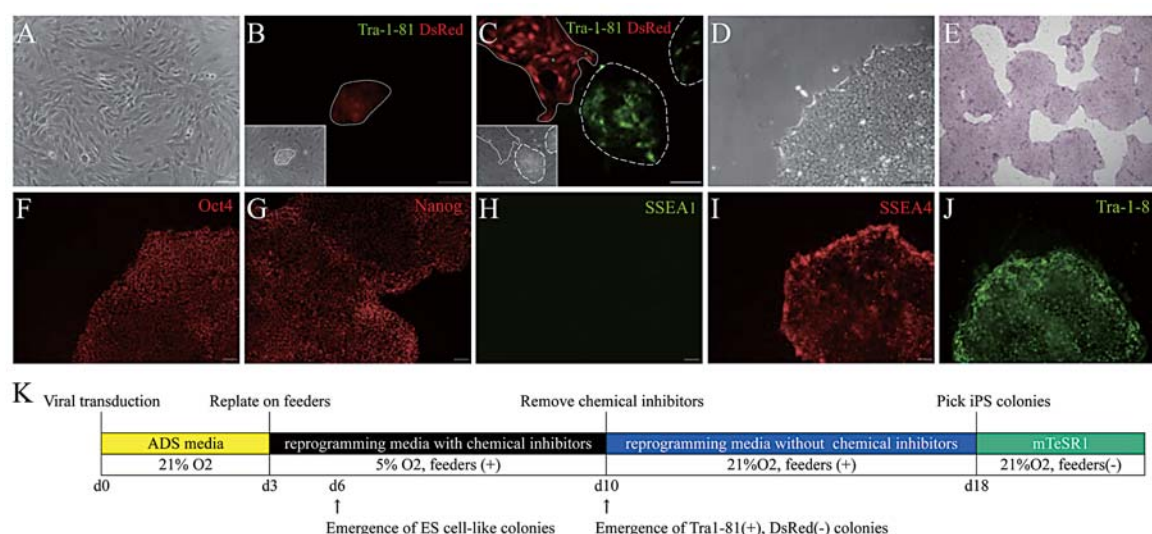 A
B
Tra-1-81 DsRed
C
Tra-1-81 DsRed
D
E
F
Oct4
G
Nanog
H
SSEA1
I
SSEA4
J
Tra-1-8
K
Viral transduction
Replate on feeders
Remove chemical inhibitors
Pick iPS colonies
ADS media
reprogramming media with chemical inhibitors
reprogramming media without chemical inhibitors
mTeSR1
21% O2
5% O2, feeders (+)
21%O2, feeders (+)
21%O2, feeders(-)
d0
d3
d6
d10
d18
Emergence of ES cell-like colonies
Emergence of Tra1-81(+), DsRed(-) colonies